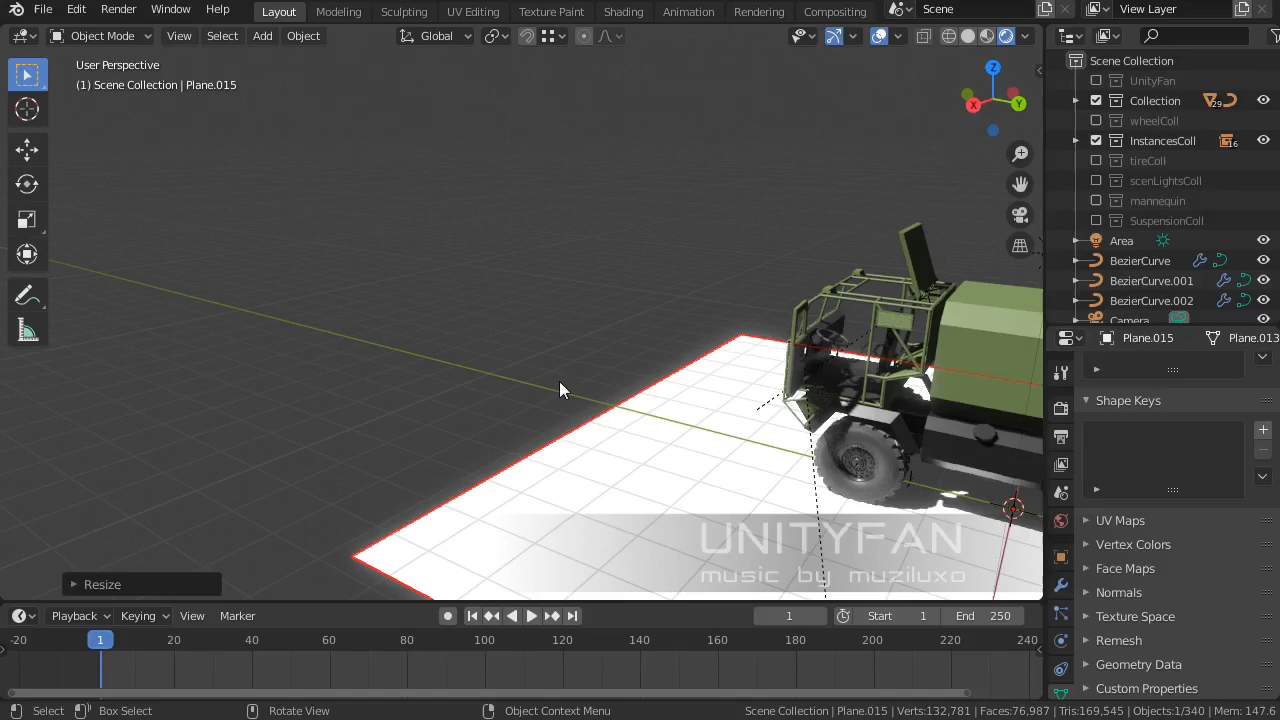 File Edit Render Window Help Layout Modeling Sculpting UV Editing Texture Paint Shading Animation Rendering Compositing Scene View Layer
Object Mode View Select Add Object Global
User Perspective
(1) Scene Collection | Plane.015
Z
X
Y
Scene Collection
UnityFan
Collection 29
wheelColl
InstancesColl 16
tireColl
scenLightsColl
mannequin
SuspensionColl
Area
BezierCurve
BezierCurve.001
BezierCurve.002
Camera
Plane.015 Plane.013
Shape Keys
UV Maps
Vertex Colors
Face Maps
Normals
Texture Space
Remesh
Geometry Data
Custom Properties
UNITYFAN
music by muziluxo
Resize
Playback Keying View Marker 1 Start 1 End 250
-20 1 20 40 60 80 100 120 140 160 180 200 220 240
Select Box Select Rotate View Object Context Menu Scene Collection | Plane.015 | Verts:132,781 | Faces:76,987 | Tris:169,545 | Objects:1/340 | Mem: 147.6